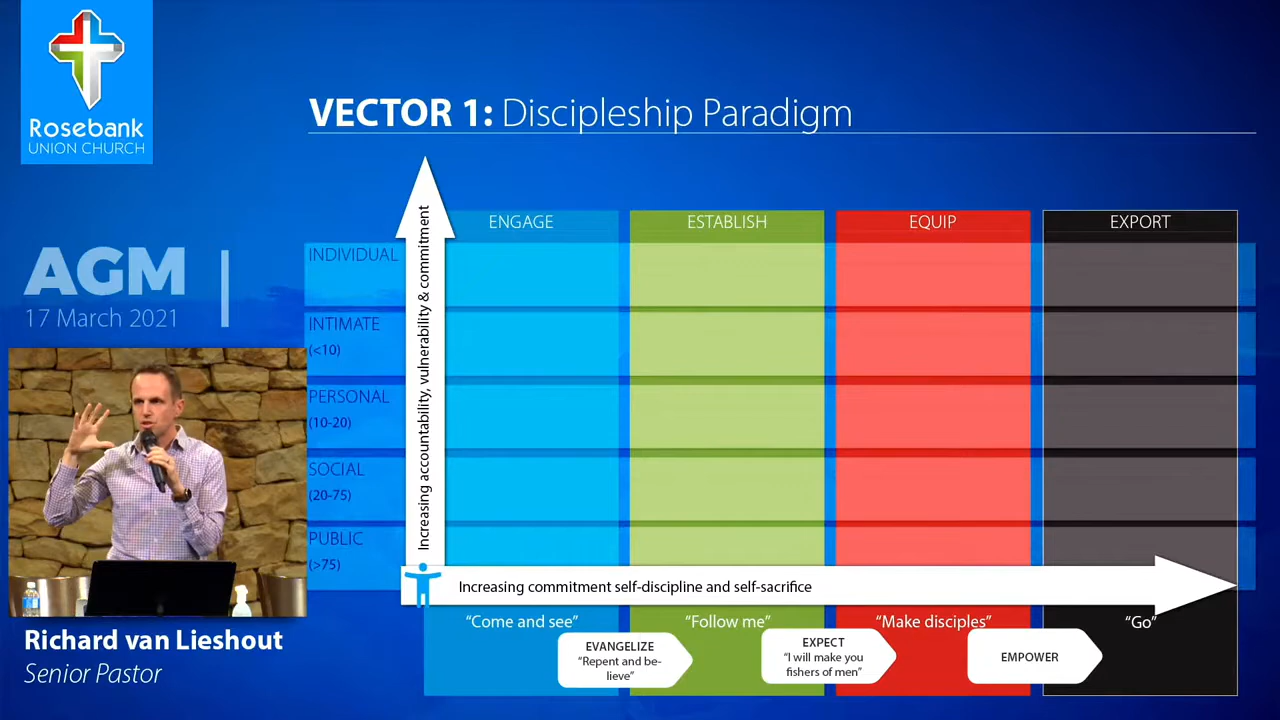 Rosebank
UNION CHURCH
VECTOR 1: Discipleship Paradigm
AGM
17 March 2021
ENGAGE
ESTABLISH
EQUIP
EXPORT
INDIVIDUAL
INTIMATE
(<10)
PERSONAL
(10-20)
SOCIAL
(20-75)
PUBLIC
(>75)
Increasing accountability, vulnerability & commitment
Increasing commitment self-discipline and self-sacrifice
“Come and see”
“Follow me”
“Make disciples”
“Go”
EVANGELIZE
“Repent and be-
lieve”
EXPECT
“I will make you
fishers of men”
EMPOWER
Richard van Lieshout
Senior Pastor